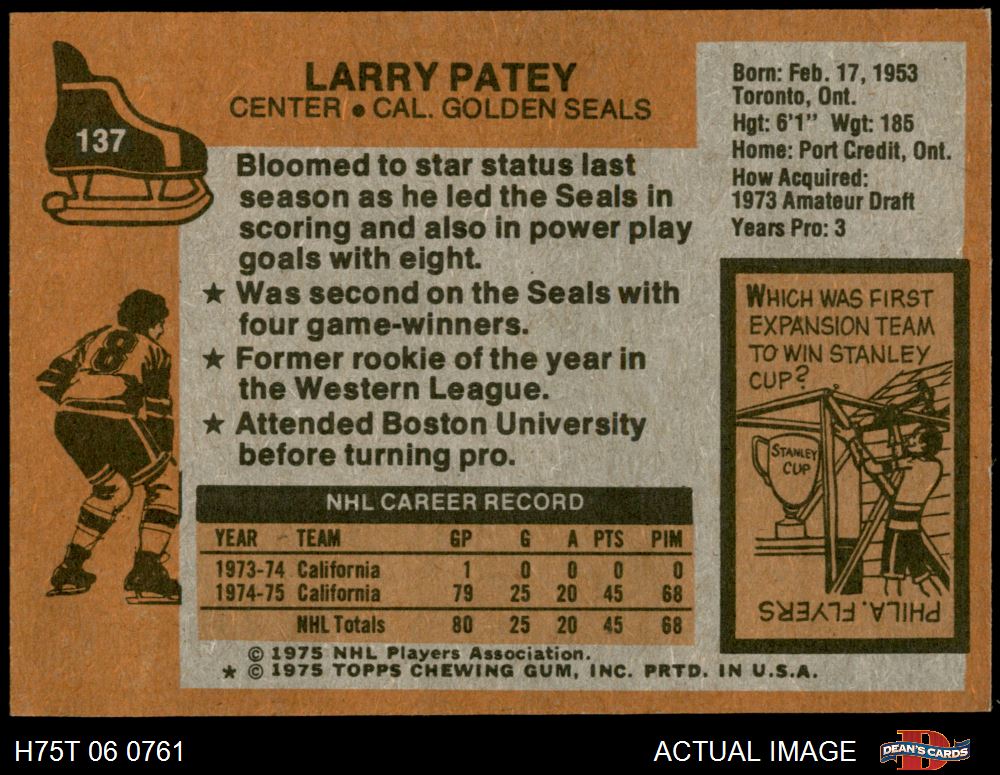 137
LARRY PATEY
CENTER ● CAL. GOLDEN SEALS
Born: Feb. 17, 1953
Toronto, Ont.
Hgt: 6'1" Wgt: 185
Home: Port Credit, Ont.
How Acquired:
1973 Amateur Draft
Years Pro: 3
Bloomed to star status last
season as he led the Seals in
scoring and also in power play
goals with eight.
★ Was second on the Seals with
four game-winners.
★ Former rookie of the year in
the Western League.
★ Attended Boston University
before turning pro.
WHICH WAS FIRST
EXPANSION TEAM
TO WIN STANLEY
CUP?
STANLEY
CUP
PHILA. FLYERS
8
NHL CAREER RECORD
YEAR TEAM GP G A PTS PIM
1973-74 California 1 0 0 0 0
1974-75 California 79 25 20 45 68
NHL Totals 80 25 20 45 68
© 1975 NHL Players Association.
★ © 1975 TOPPS CHEWING GUM, INC. PRTD. IN U.S.A.
H75T 06 0761
ACTUAL IMAGE
DEAN'S CARDS